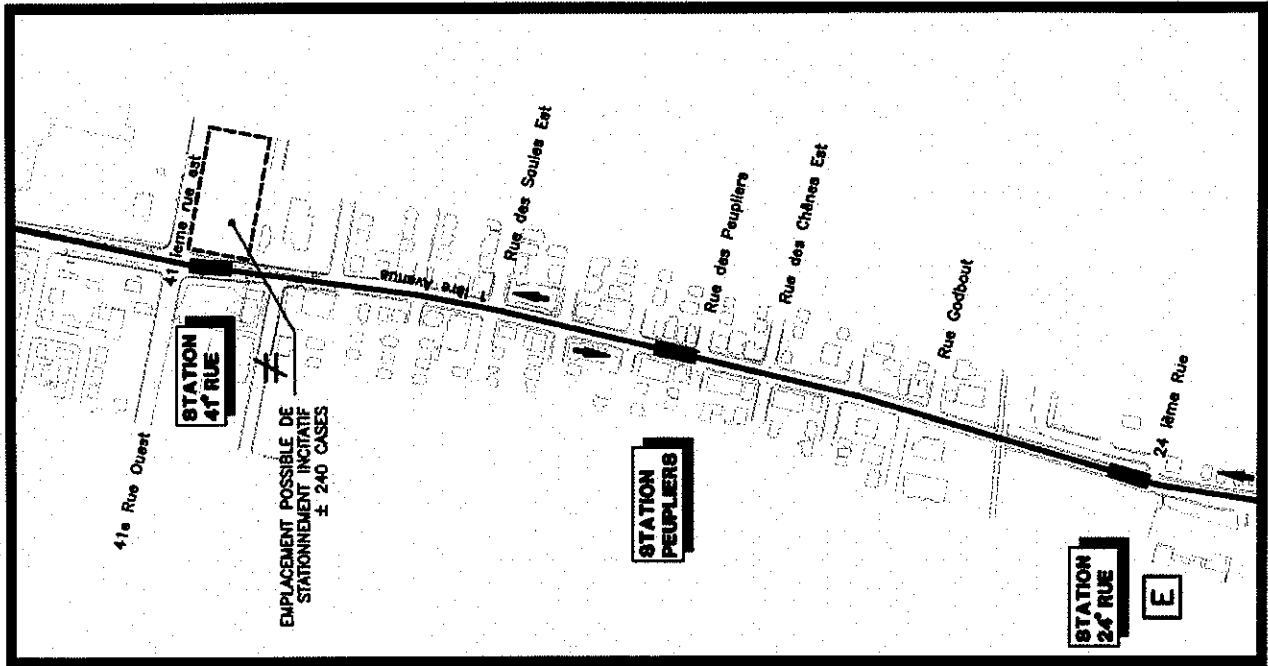 41 ieme rue est
STATION
41e RUE
41e Rue Ouest
EMPLACEMENT POSSIBLE DE
STATIONNEMENT INCITATIF
± 240 CASES
Rue des Saules Est
1 ière Avenue
Rue des Peupliers
STATION
PEUPLIERS
Rue des Chênes Est
Rue Godbout
24 ième Rue
STATION
24e RUE
E